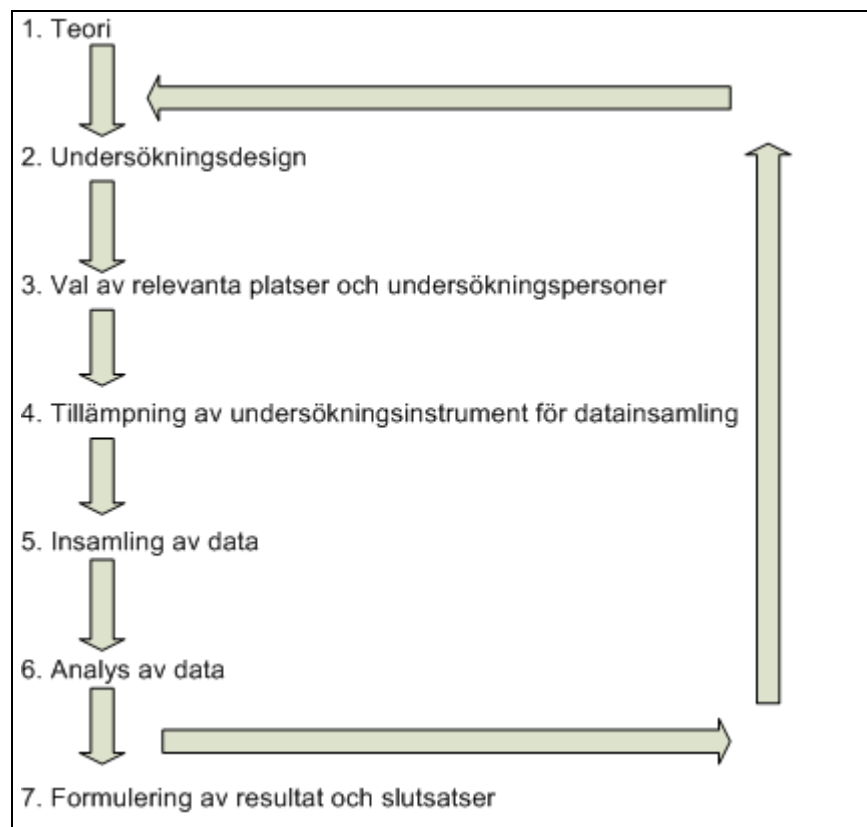 1. Teori
2. Undersökningsdesign
3. Val av relevanta platser och undersökningspersoner
4. Tillämpning av undersökningsinstrument för datainsamling
5. Insamling av data
6. Analys av data
7. Formulering av resultat och slutsatser